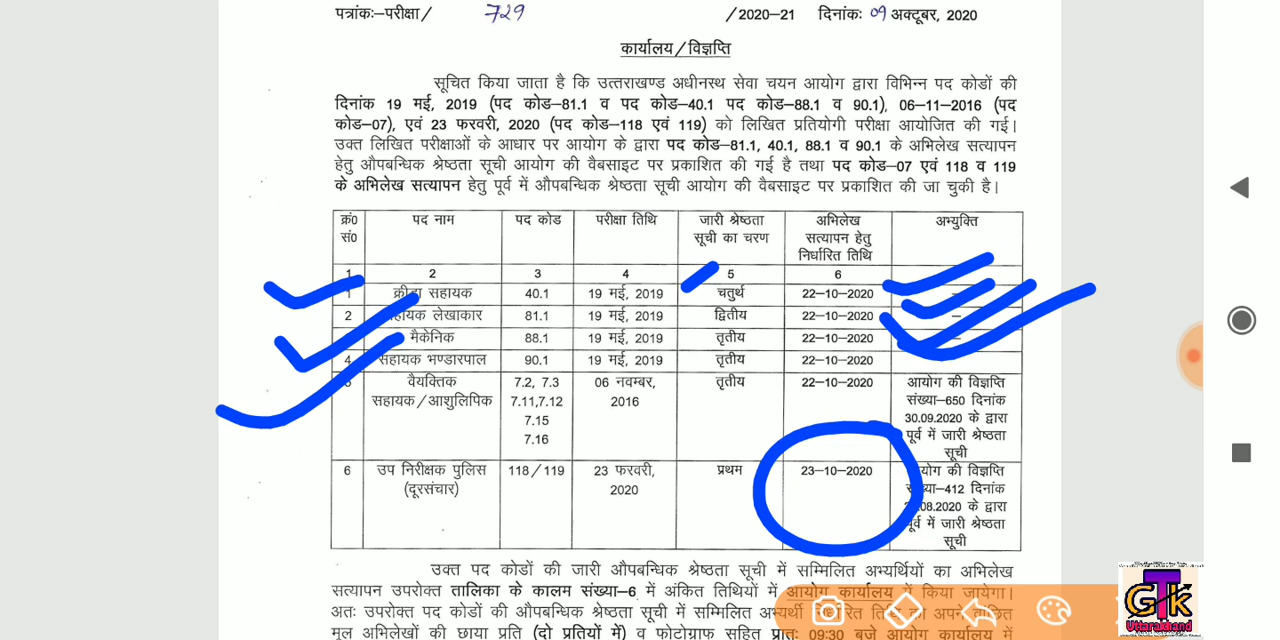 पत्रांकः–परीक्षा/ 729 /2020-21 दिनांकः 09 अक्टूबर, 2020
कार्यालय/विज्ञप्ति
सूचित किया जाता है कि उत्तराखण्ड अधीनस्थ सेवा चयन आयोग द्वारा विभिन्न पद कोडों की
दिनांक 19 मई, 2019 (पद कोड–81.1 व पद कोड–40.1 पद कोड–88.1 व 90.1), 06–11–2016 (पद
कोड–07), एवं 23 फरवरी, 2020 (पद कोड–118 एवं 119) को लिखित प्रतियोगी परीक्षा आयोजित की गई।
उक्त लिखित परीक्षाओं के आधार पर आयोग के द्वारा पद कोड–81.1, 40.1, 88.1 व 90.1 के अभिलेख सत्यापन
हेतु औपबन्धिक श्रेष्ठता सूची आयोग की वैबसाइट पर प्रकाशित की गई है तथा पद कोड–07 एवं 118 व 119
के अभिलेख सत्यापन हेतु पूर्व में औपबन्धिक श्रेष्ठता सूची आयोग की वैबसाइट पर प्रकाशित की जा चुकी है।
क्रं0 सं0 पद नाम पद कोड परीक्षा तिथि जारी श्रेष्ठता सूची का चरण अभिलेख सत्यापन हेतु निर्धारित तिथि अभ्युक्ति
1 2 3 4 5 6
1 क्रीड़ा सहायक 40.1 19 मई, 2019 चतुर्थ 22–10–2020 –
2 सहायक लेखाकार 81.1 19 मई, 2019 द्वितीय 22–10–2020 –
मैकेनिक 88.1 19 मई, 2019 तृतीय 22–10–2020 –
4 सहायक भण्डारपाल 90.1 19 मई, 2019 तृतीय 22–10–2020
5 वैयक्तिक सहायक/आशुलिपिक 7.2, 7.3 7.11,7.12 7.15 7.16 06 नवम्बर, 2016 तृतीय 22–10–2020 आयोग की विज्ञप्ति संख्या–650 दिनांक 30.09.2020 के द्वारा पूर्व में जारी श्रेष्ठता सूची
6 उप निरीक्षक पुलिस (दूरसंचार) 118/119 23 फरवरी, 2020 प्रथम 23–10–2020 आयोग की विज्ञप्ति संख्या–412 दिनांक .08.2020 के द्वारा पूर्व में जारी श्रेष्ठता सूची
उक्त पद कोडों की जारी औपबन्धिक श्रेष्ठता सूची में सम्मिलित अभ्यर्थियों का अभिलेख
सत्यापन उपरोक्त तालिका के कालम संख्या–6 में अंकित तिथियों में आयोग कार्यालय में किया जायेगा।
अतः उपरोक्त पद कोडों की औपबन्धिक श्रेष्ठता सूची में सम्मिलित अभ्यर्थी निर्धारित तिथि को अपने वांछित
मूल अभिलेखों की छाया प्रति (दो प्रतियों में) व फोटोग्राफ सहित प्रातः 09:30 बजे आयोग कार्यालय में
GTK
Uttarakhand